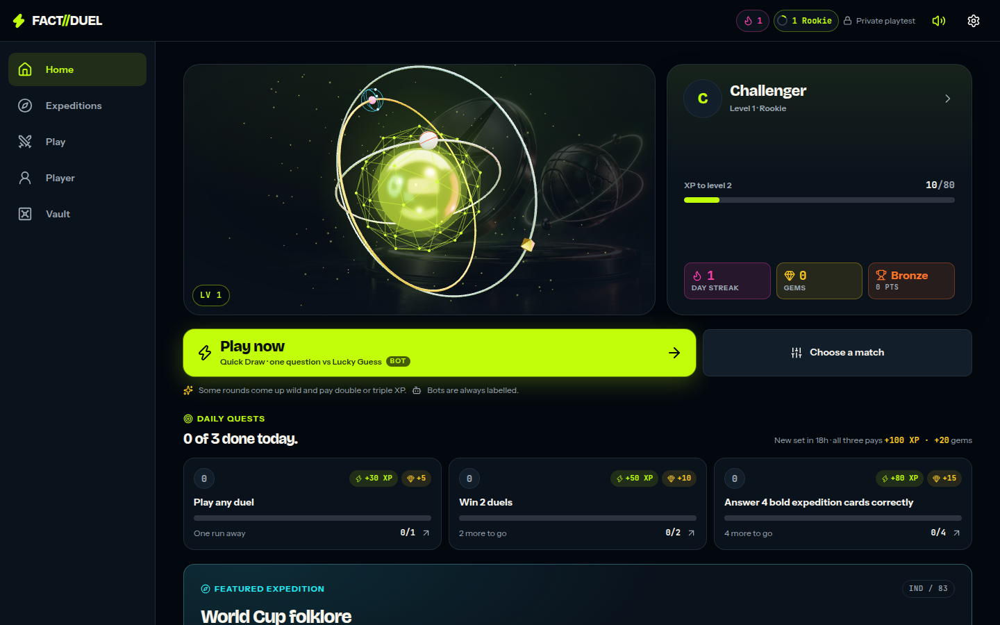 FACT//DUEL
1
1 Rookie
Private playtest
Home
Expeditions
Play
Player
Vault
LV 1
C
Challenger
Level 1 · Rookie
XP to level 2
10/80
1
DAY STREAK
0
GEMS
Bronze
0 PTS
Play now
Quick Draw · one question vs Lucky Guess BOT
Choose a match
Some rounds come up wild and pay double or triple XP. Bots are always labelled.
DAILY QUESTS
0 of 3 done today.
New set in 18h · all three pays +100 XP · +20 gems
0
+30 XP
+5
Play any duel
One run away
0/1
0
+50 XP
+10
Win 2 duels
2 more to go
0/2
0
+80 XP
+15
Answer 4 bold expedition cards correctly
4 more to go
0/4
FEATURED EXPEDITION
IND / 83
World Cup folklore